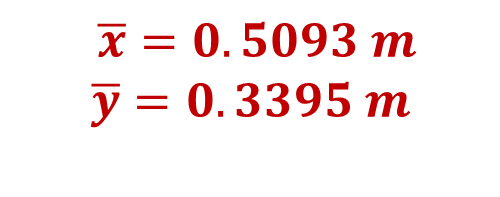 x̅ = 0.5093 m
y̅ = 0.3395 m